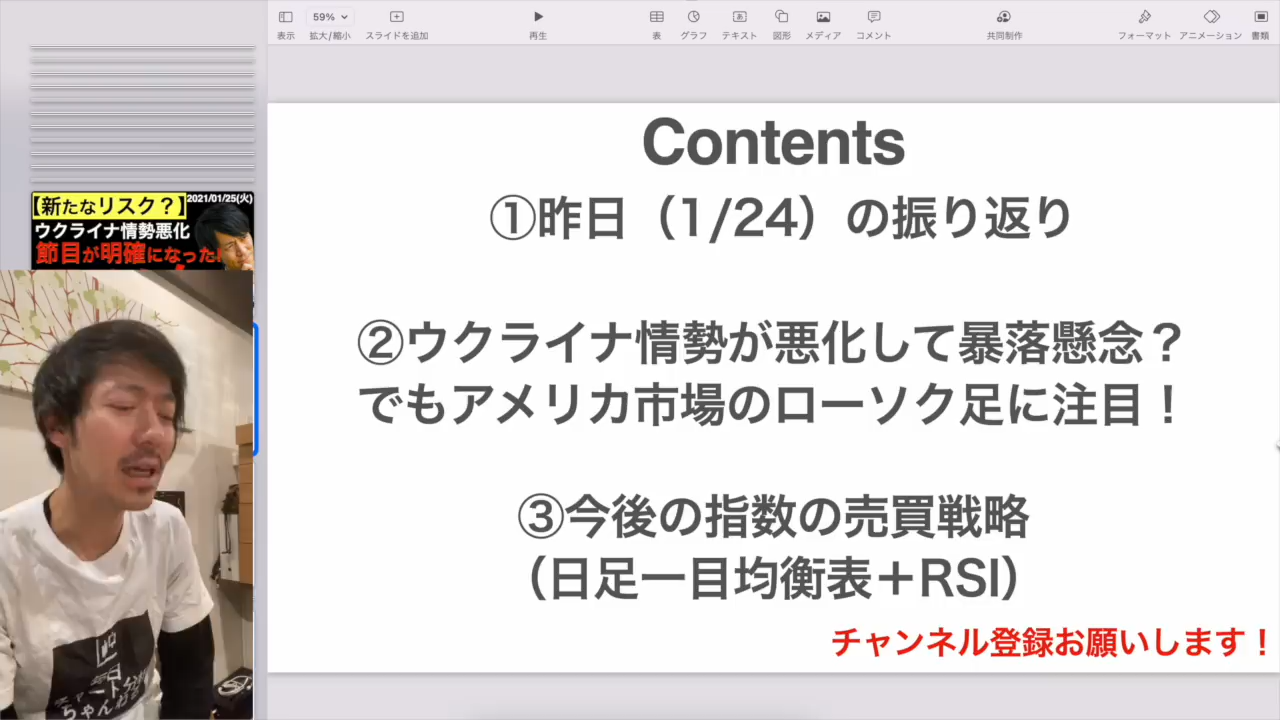 59%
表示
拡大/縮小
スライドを追加
再生
表
グラフ
テキスト
図形
メディア
コメント
共同制作
フォーマット
アニメーション
書類
【新たなリスク？】
2021/01/25(火)
ウクライナ情勢悪化
節目が明確になった!
Contents
①昨日（1/24）の振り返り
②ウクライナ情勢が悪化して暴落懸念？
でもアメリカ市場のローソク足に注目！
③今後の指数の売買戦略
（日足一目均衡表＋RSI）
チャンネル登録お願いします！
ちゃん